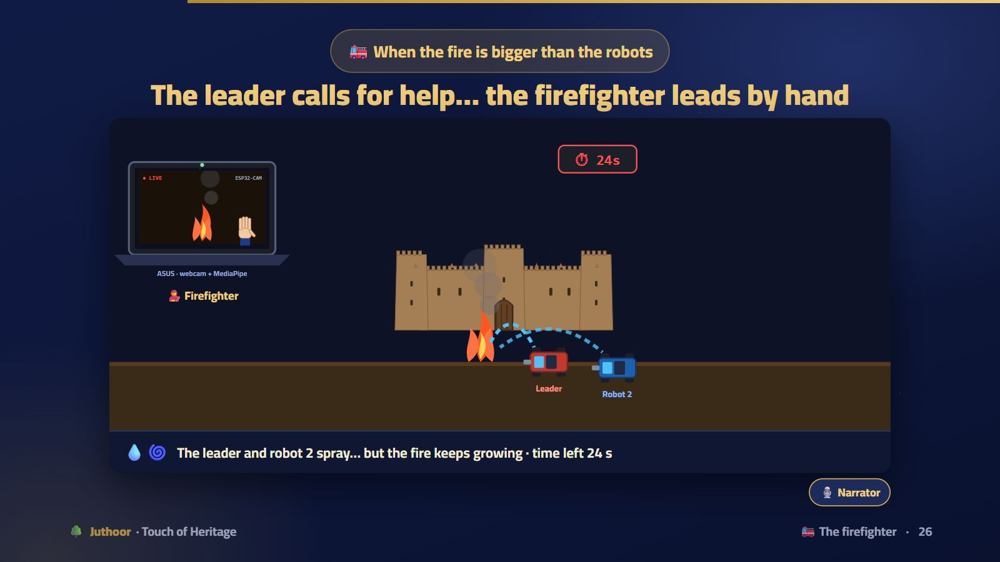 🚒 When the fire is bigger than the robots
The leader calls for help... the firefighter leads by hand
⏱ 24s
● LIVE
ESP32-CAM
ASUS · webcam + MediaPipe
Firefighter
Leader
Robot 2
💧 🌀 The leader and robot 2 spray... but the fire keeps growing · time left 24 s
🎙 Narrator
🌳 Juthoor · Touch of Heritage
🚒 The firefighter · 26